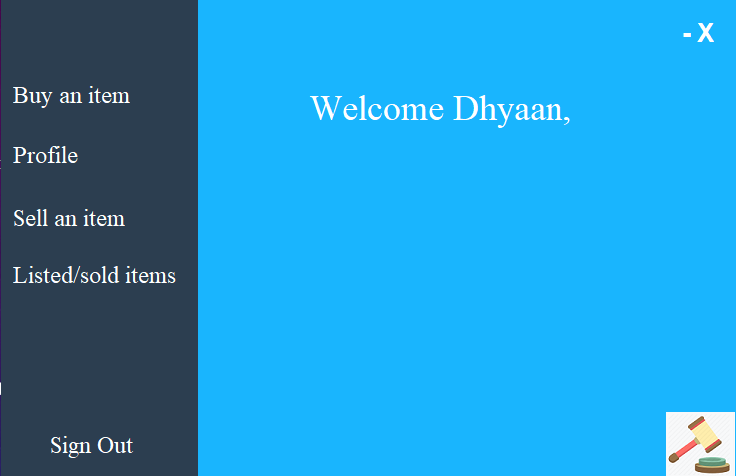 - X
Welcome Dhyaan,
Buy an item
Profile
Sell an item
Listed/sold items
Sign Out